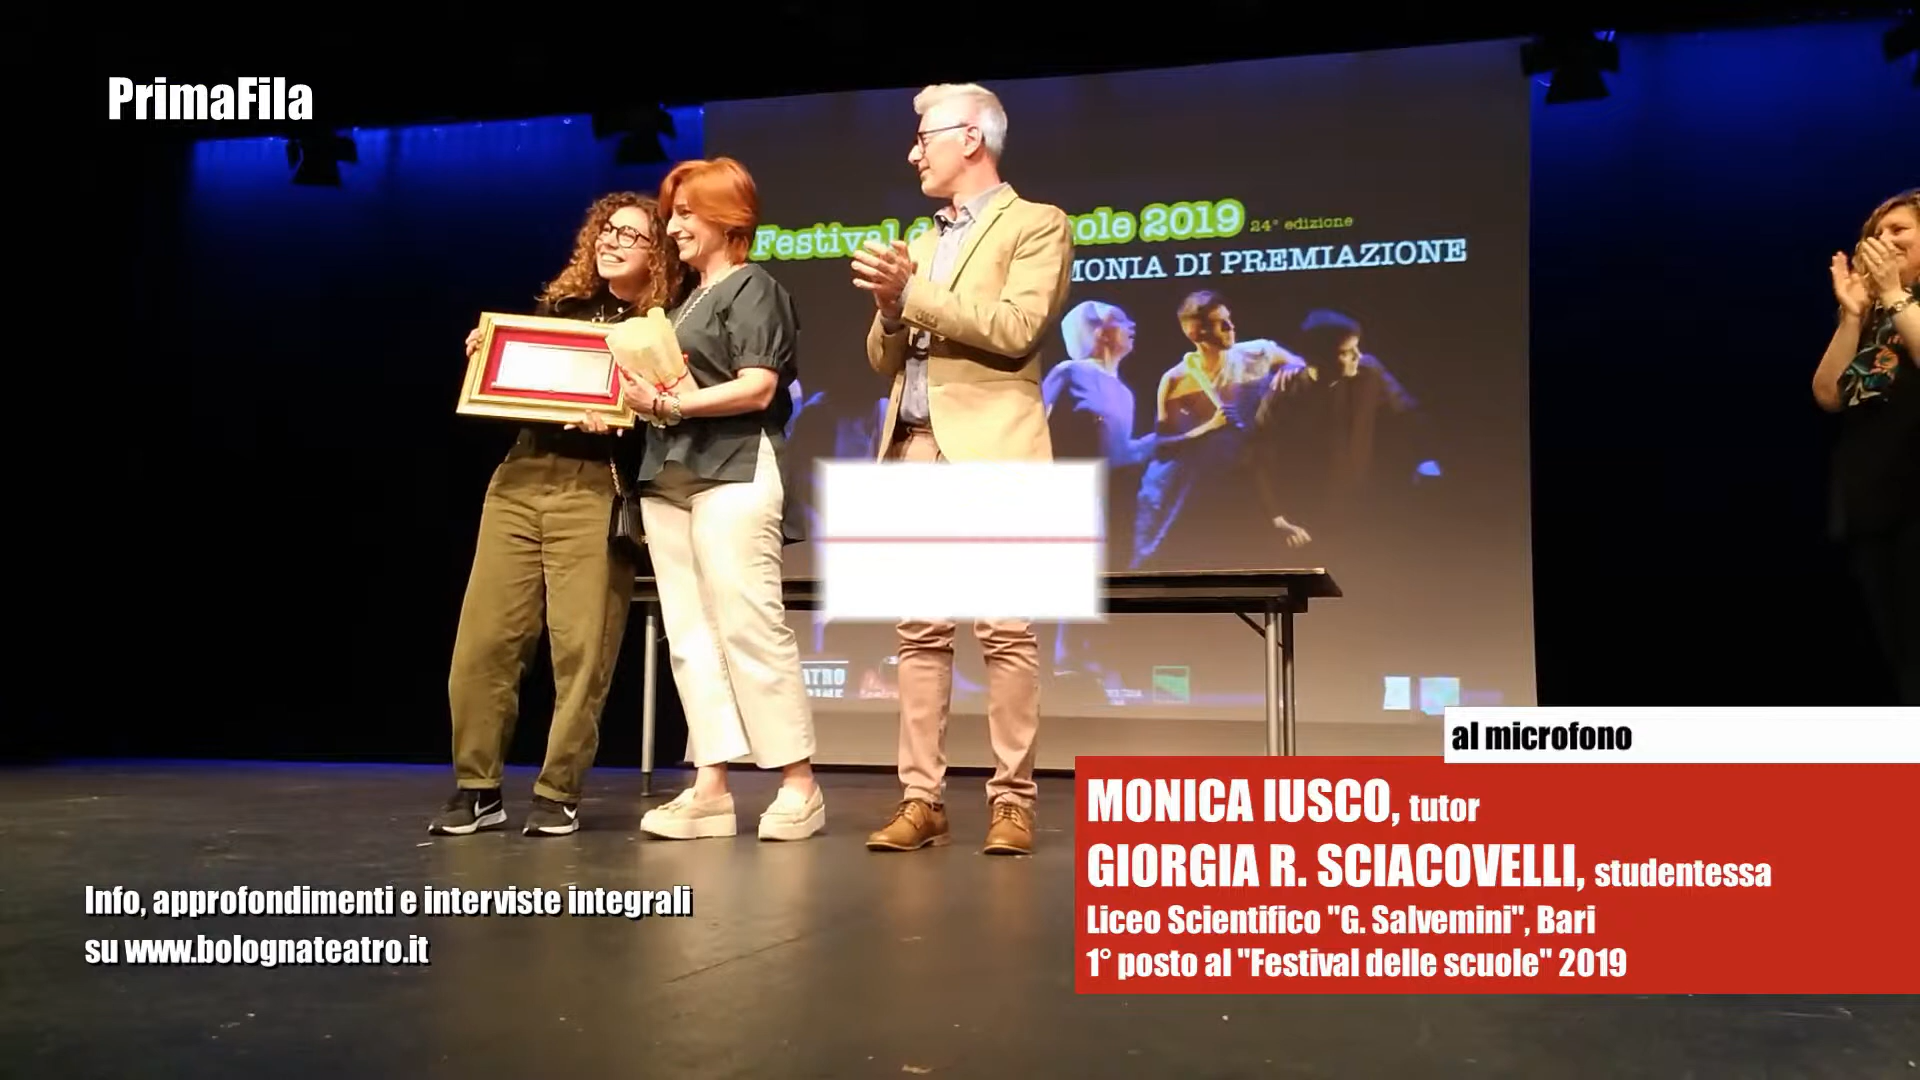 PrimaFila
Festival d ole 2019 24° edizione
MONIA DI PREMIAZIONE
al microfono
MONICA IUSCO, tutor
GIORGIA R. SCIACOVELLI, studentessa
Liceo Scientifico "G. Salvemini", Bari
1° posto al "Festival delle scuole" 2019
Info, approfondimenti e interviste integrali
su www.bolognateatro.it